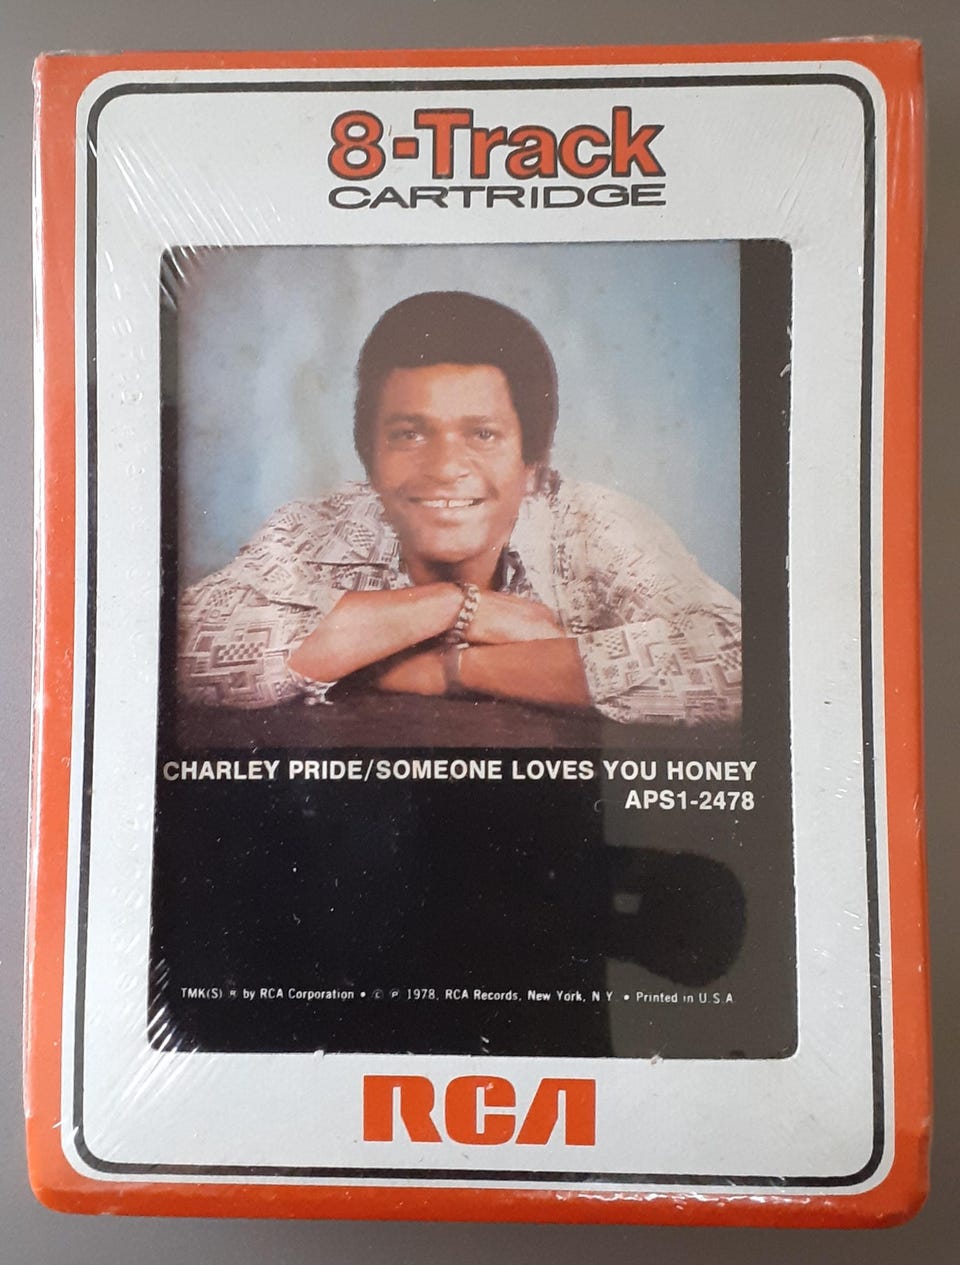 8-Track
CARTRIDGE
CHARLEY PRIDE/SOMEONE LOVES YOU HONEY
APS1-2478
TMK(S) ® by RCA Corporation • © ℗ 1978, RCA Records, New York, N Y • Printed in U.S.A
RCA